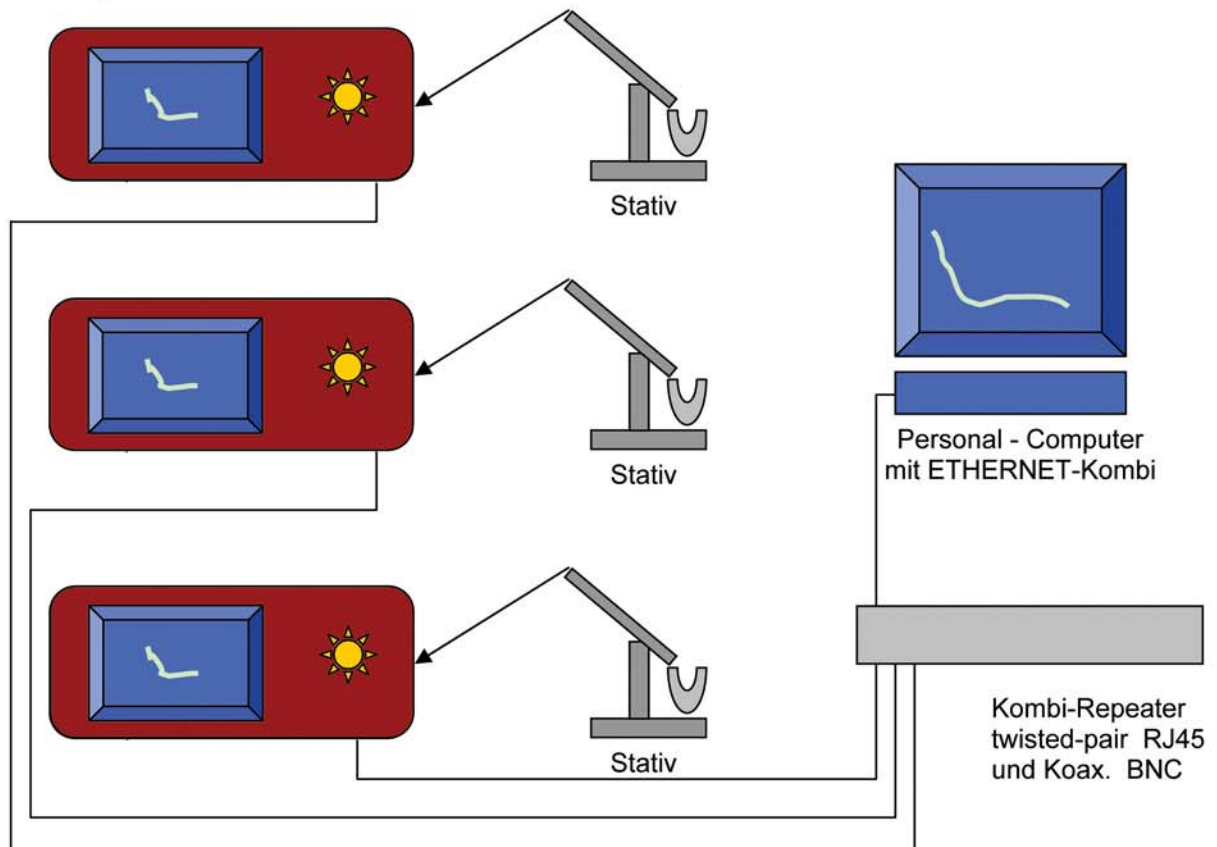 Stativ
Stativ
Personal - Computer
mit ETHERNET-Kombi
Stativ
Kombi-Repeater
twisted-pair RJ45
und Koax. BNC